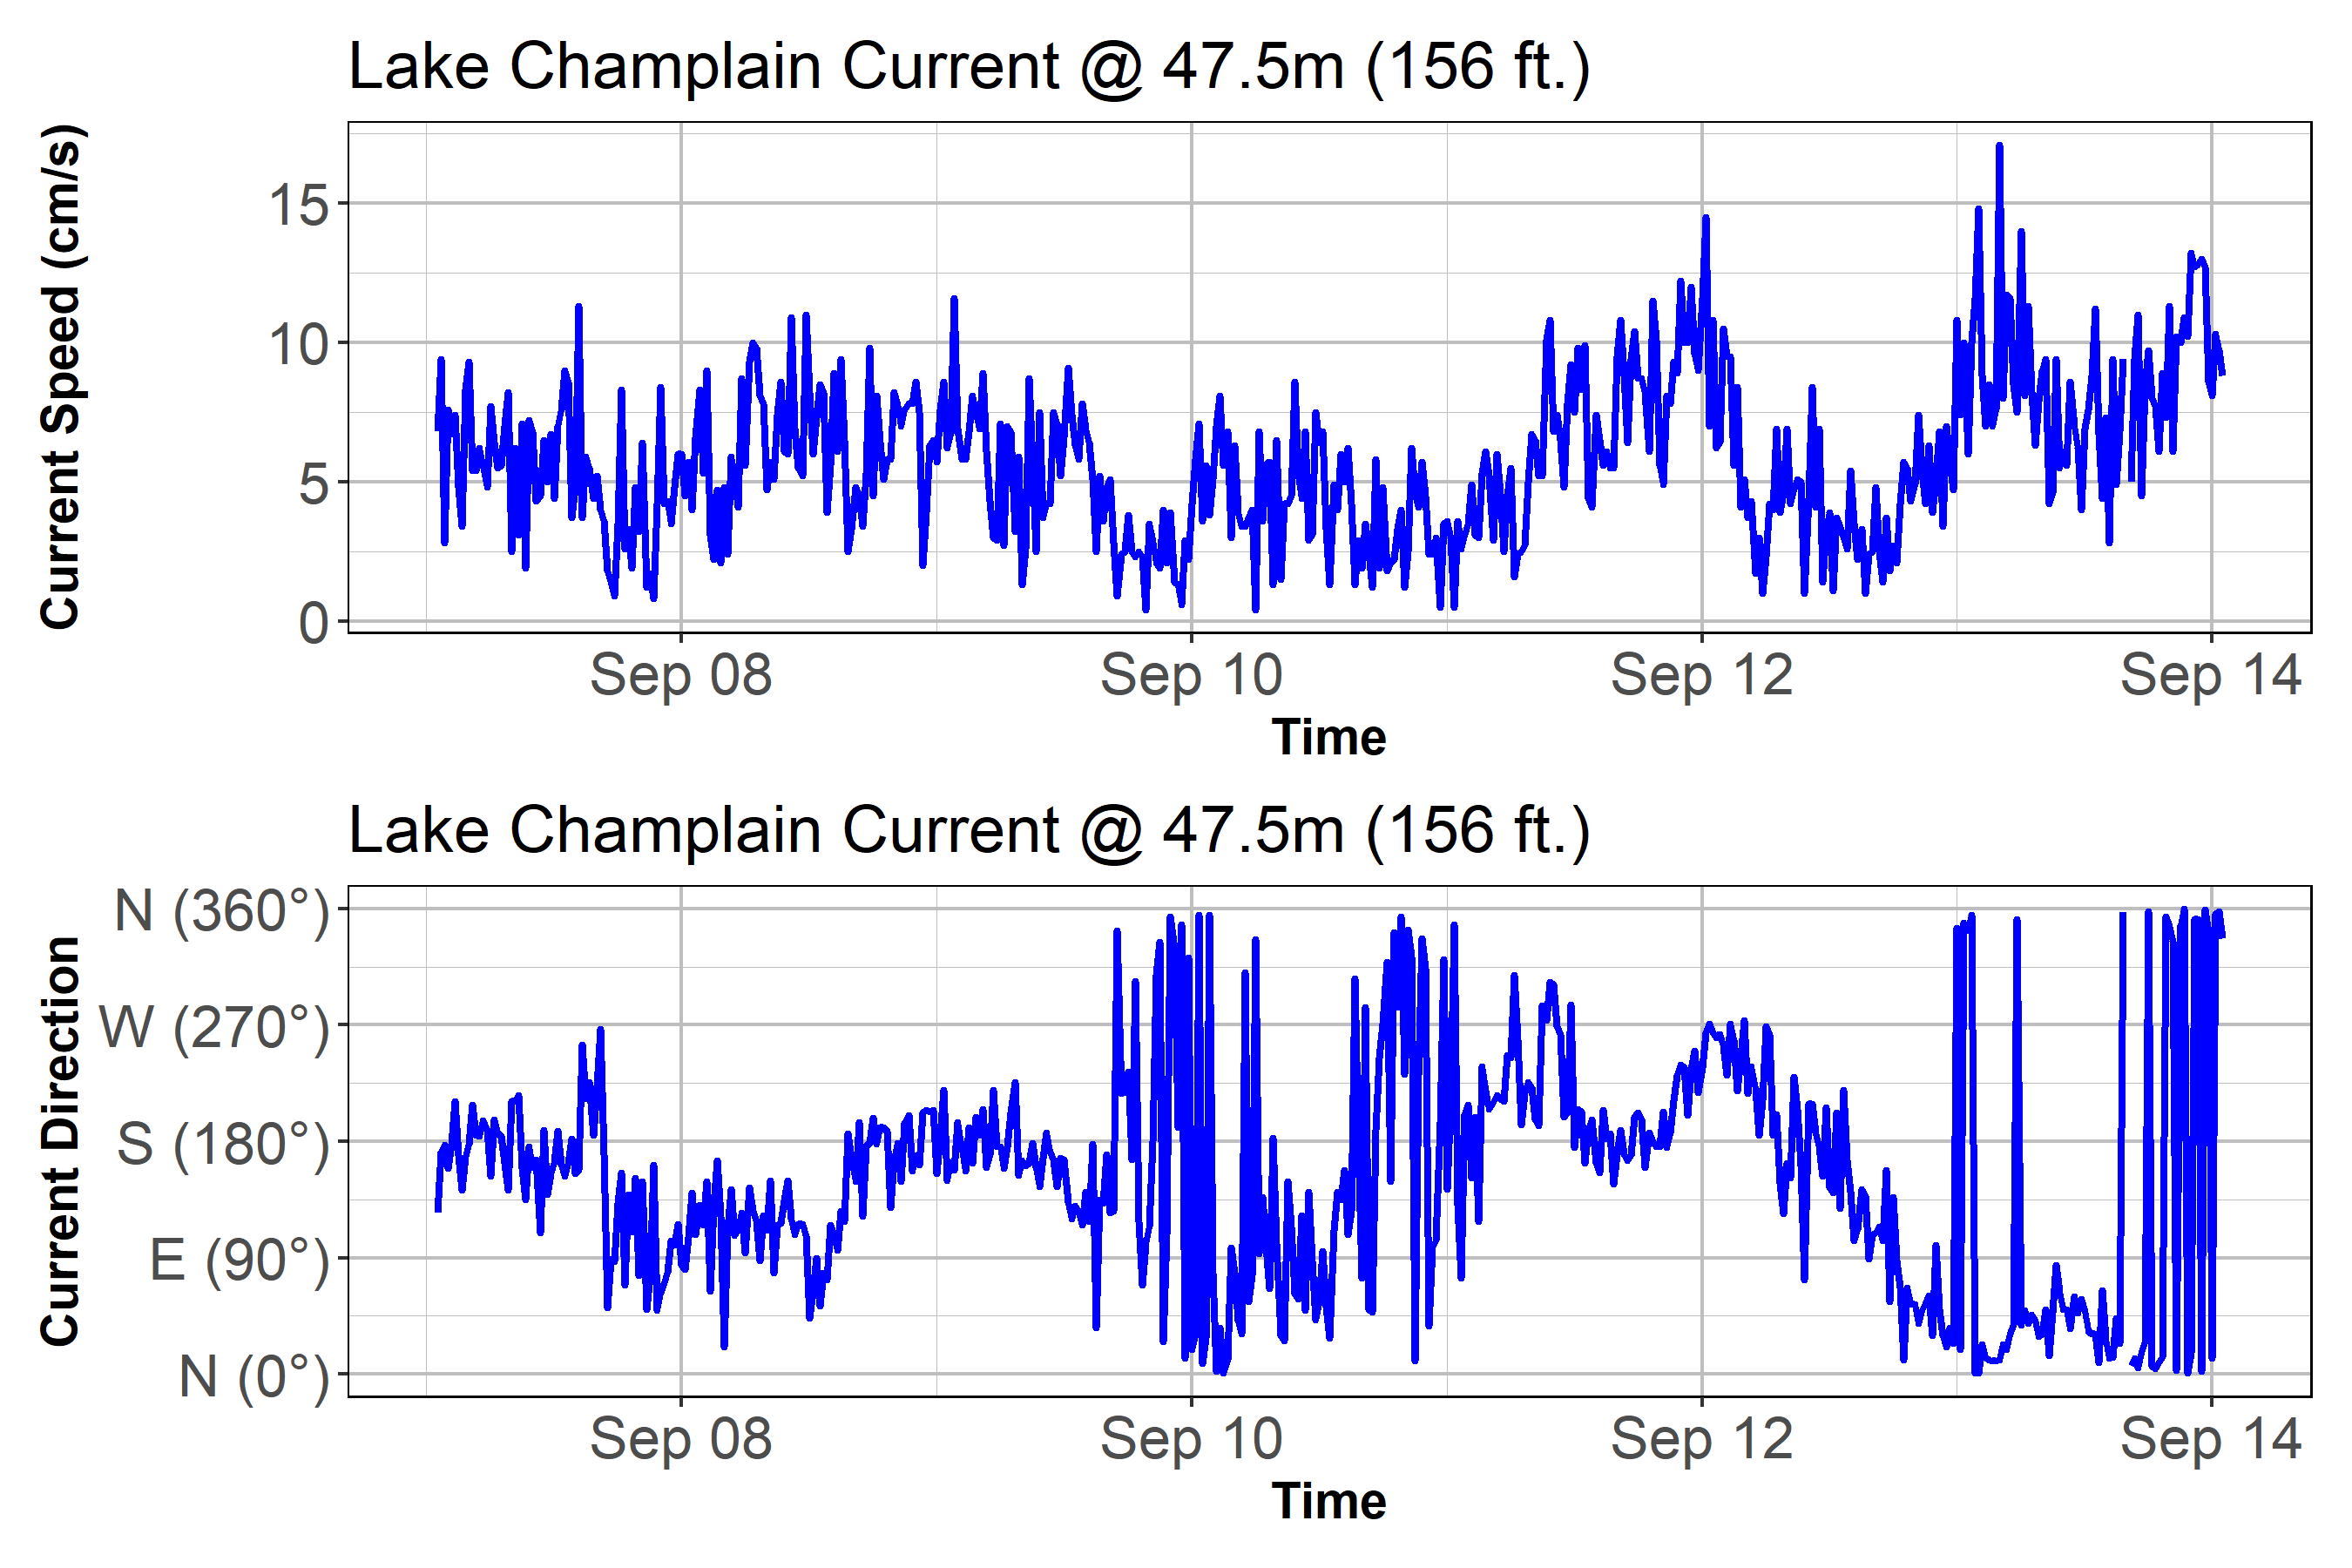 Lake Champlain Current @ 47.5m (156 ft.)
Current Speed (cm/s)
15
10
5
0
Sep 08 Sep 10 Sep 12 Sep 14
Time
Lake Champlain Current @ 47.5m (156 ft.)
Current Direction
N (360°)
W (270°)
S (180°)
E (90°)
N (0°)
Sep 08 Sep 10 Sep 12 Sep 14
Time